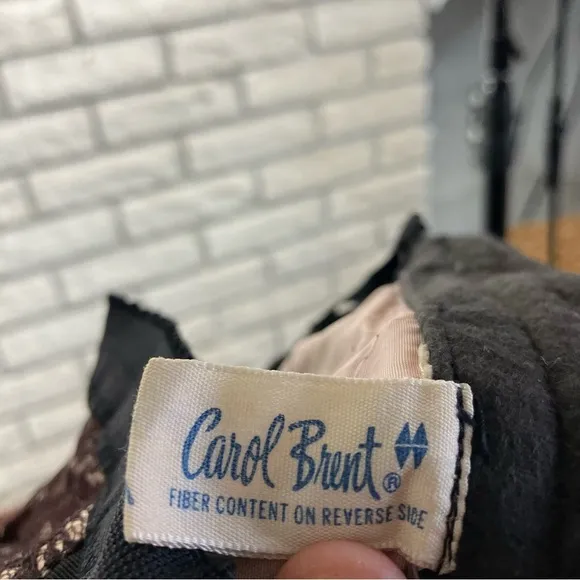 Carol Brent ®
FIBER CONTENT ON REVERSE SIDE